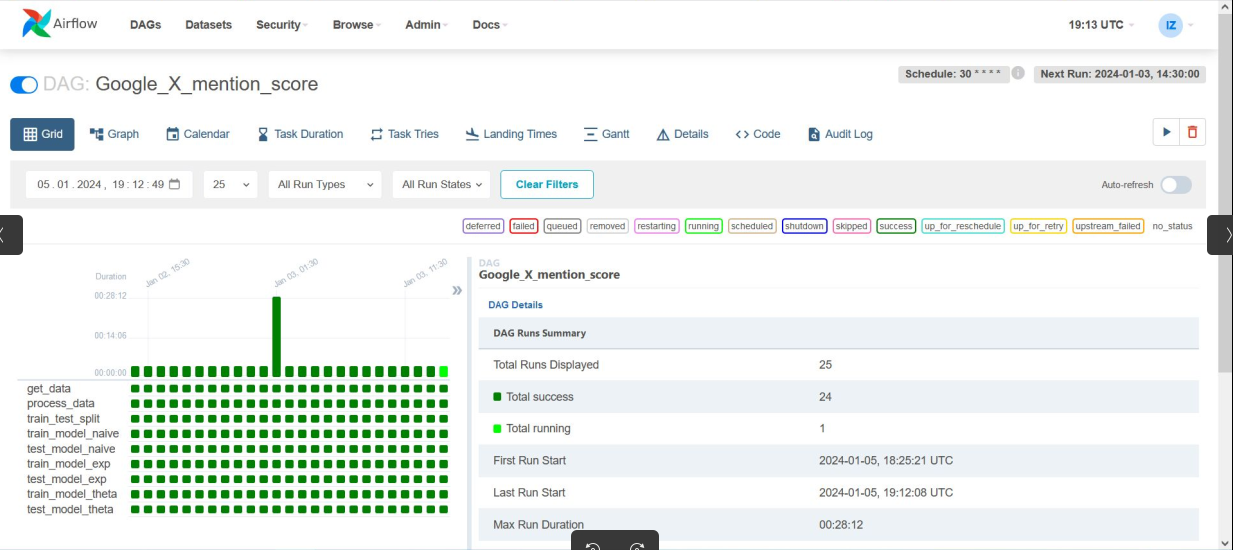 Airflow DAGs Datasets Security Browse Admin Docs 19:13 UTC IZ
DAG: Google_X_mention_score Schedule: 30 * * * * i Next Run: 2024-01-03, 14:30:00
Grid Graph Calendar Task Duration Task Tries Landing Times Gantt Details <> Code Audit Log
05.01.2024, 19:12:49 25 All Run Types All Run States Clear Filters Auto-refresh
deferred failed queued removed restarting running scheduled shutdown skipped success up_for_reschedule up_for_retry upstream_failed no_status
Jan 02, 15:30 Jan 03, 01:30 Jan 03, 11:30
Duration
00:28:12
00:14:06
00:00:00
get_data
process_data
train_test_split
train_model_naive
test_model_naive
train_model_exp
test_model_exp
train_model_theta
test_model_theta
DAG
Google_X_mention_score
DAG Details
DAG Runs Summary
Total Runs Displayed 25
Total success 24
Total running 1
First Run Start 2024-01-05, 18:25:21 UTC
Last Run Start 2024-01-05, 19:12:08 UTC
Max Run Duration 00:28:12